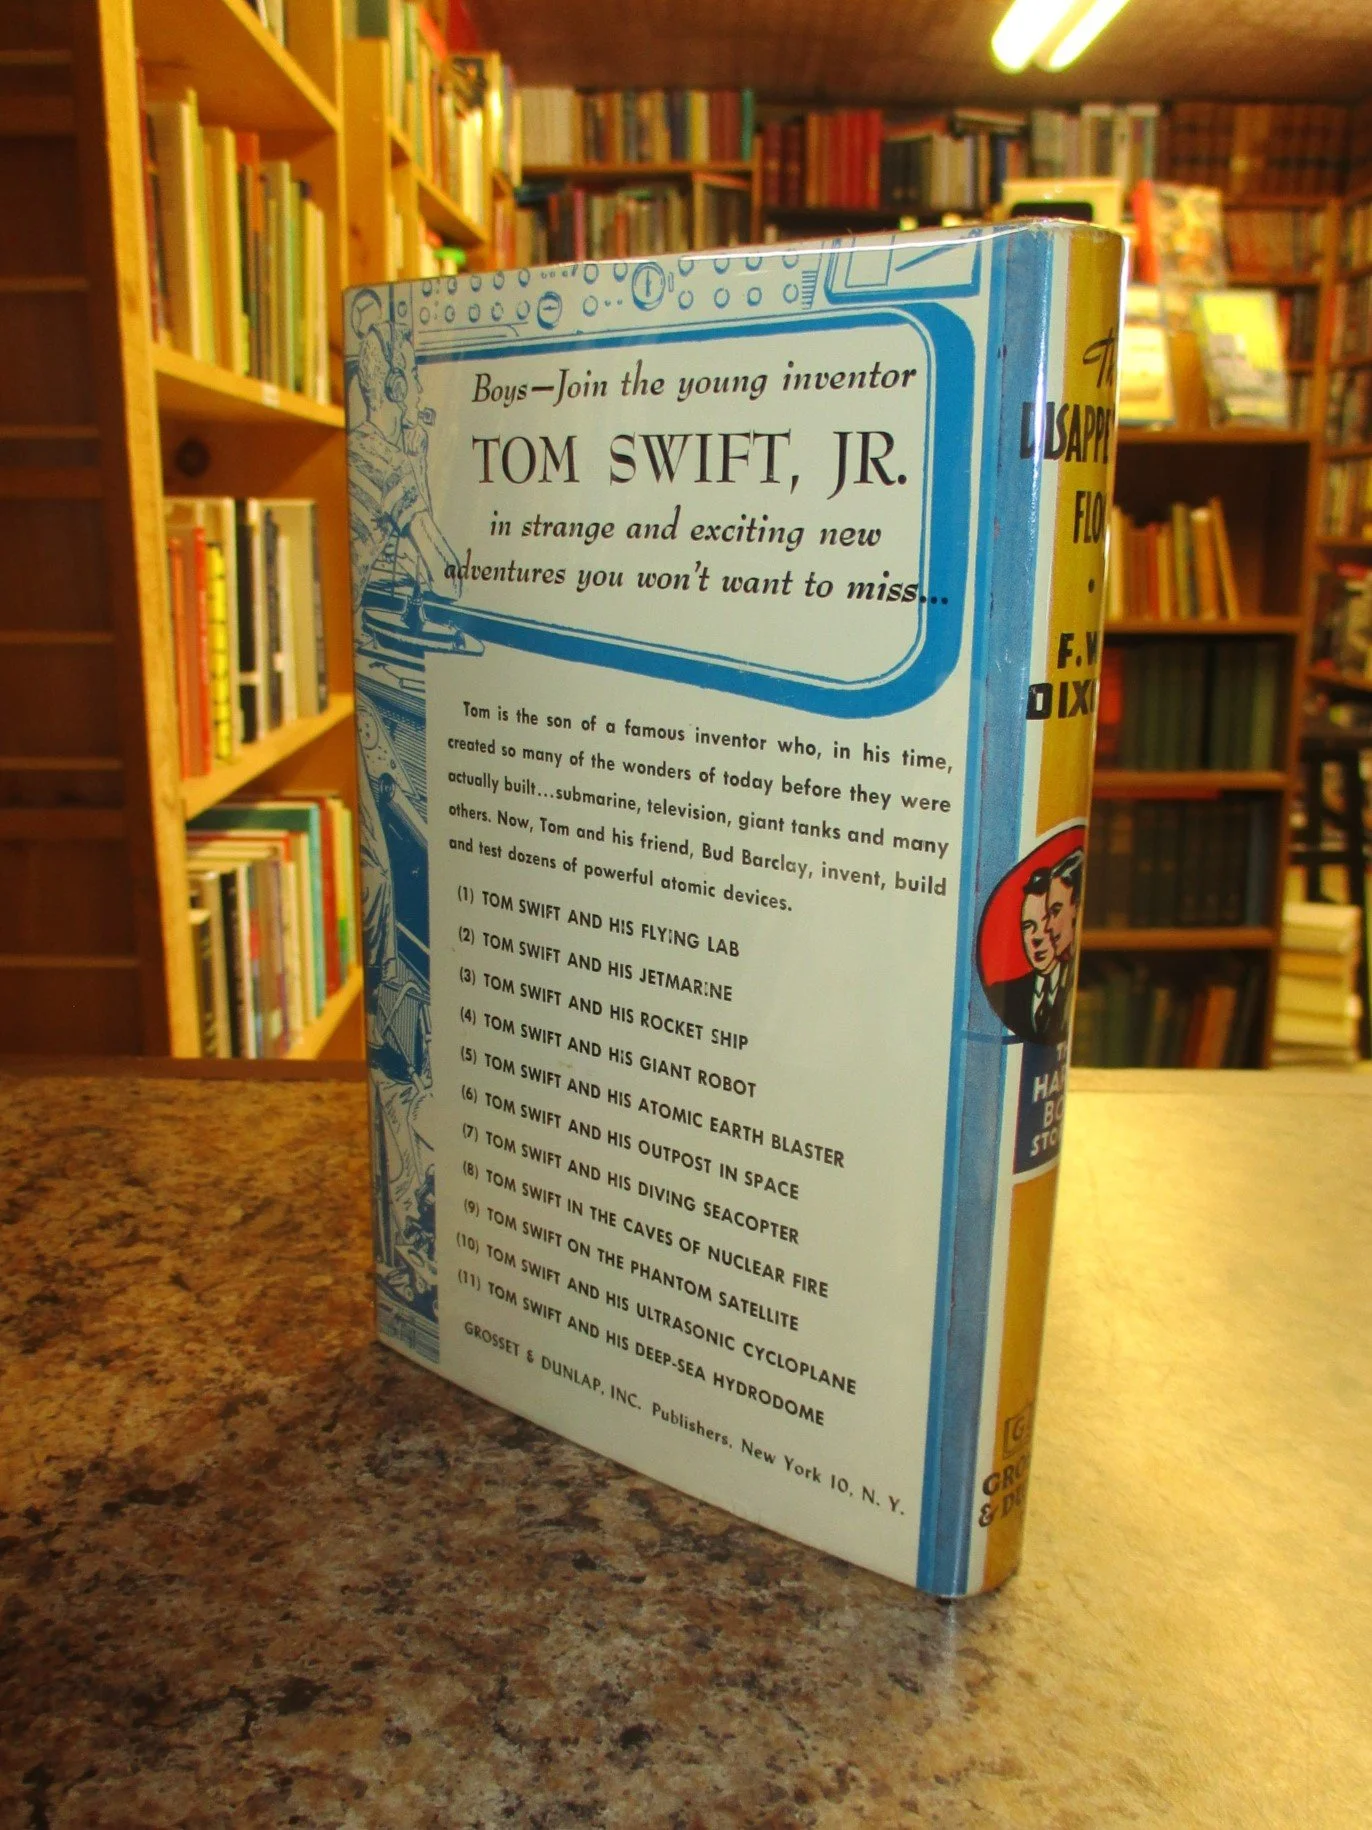 Boys—Join the young inventor
TOM SWIFT, JR.
in strange and exciting new
adventures you won't want to miss...
Tom is the son of a famous inventor who, in his time,
created so many of the wonders of today before they were
actually built...submarine, television, giant tanks and many
others. Now, Tom and his friend, Bud Barclay, invent, build
and test dozens of powerful atomic devices.
(1) TOM SWIFT AND HIS FLYING LAB
(2) TOM SWIFT AND HIS JETMARINE
(3) TOM SWIFT AND HIS ROCKET SHIP
(4) TOM SWIFT AND HIS GIANT ROBOT
(5) TOM SWIFT AND HIS ATOMIC EARTH BLASTER
(6) TOM SWIFT AND HIS OUTPOST IN SPACE
(7) TOM SWIFT AND HIS DIVING SEACOPTER
(8) TOM SWIFT IN THE CAVES OF NUCLEAR FIRE
(9) TOM SWIFT ON THE PHANTOM SATELLITE
(10) TOM SWIFT AND HIS ULTRASONIC CYCLOPLANE
(11) TOM SWIFT AND HIS DEEP-SEA HYDRODOME
GROSSET & DUNLAP, INC. Publishers, New York 10, N. Y.
DISAPPE
FLO
F.W
DIX
HAR
STO
GRO
& DU